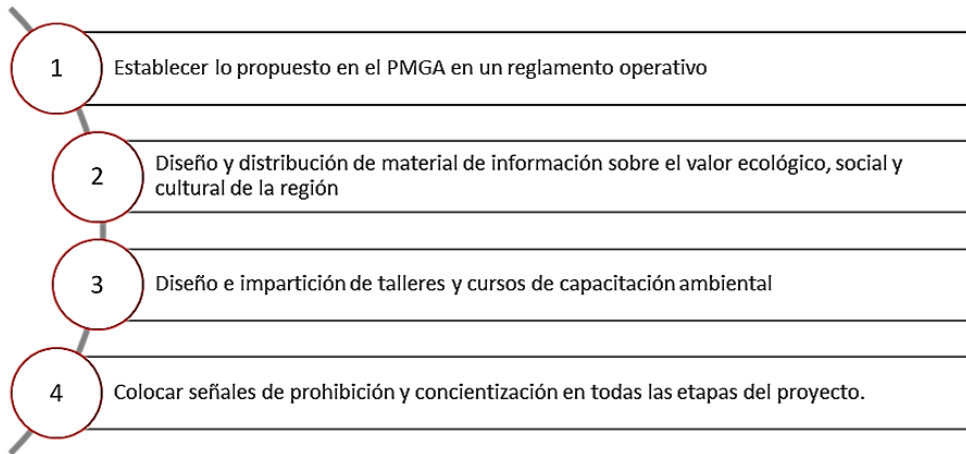 1
Establecer lo propuesto en el PMGA en un reglamento operativo
2
Diseño y distribución de material de información sobre el valor ecológico, social y
cultural de la región
3
Diseño e impartición de talleres y cursos de capacitación ambiental
4
Colocar señales de prohibición y concientización en todas las etapas del proyecto.